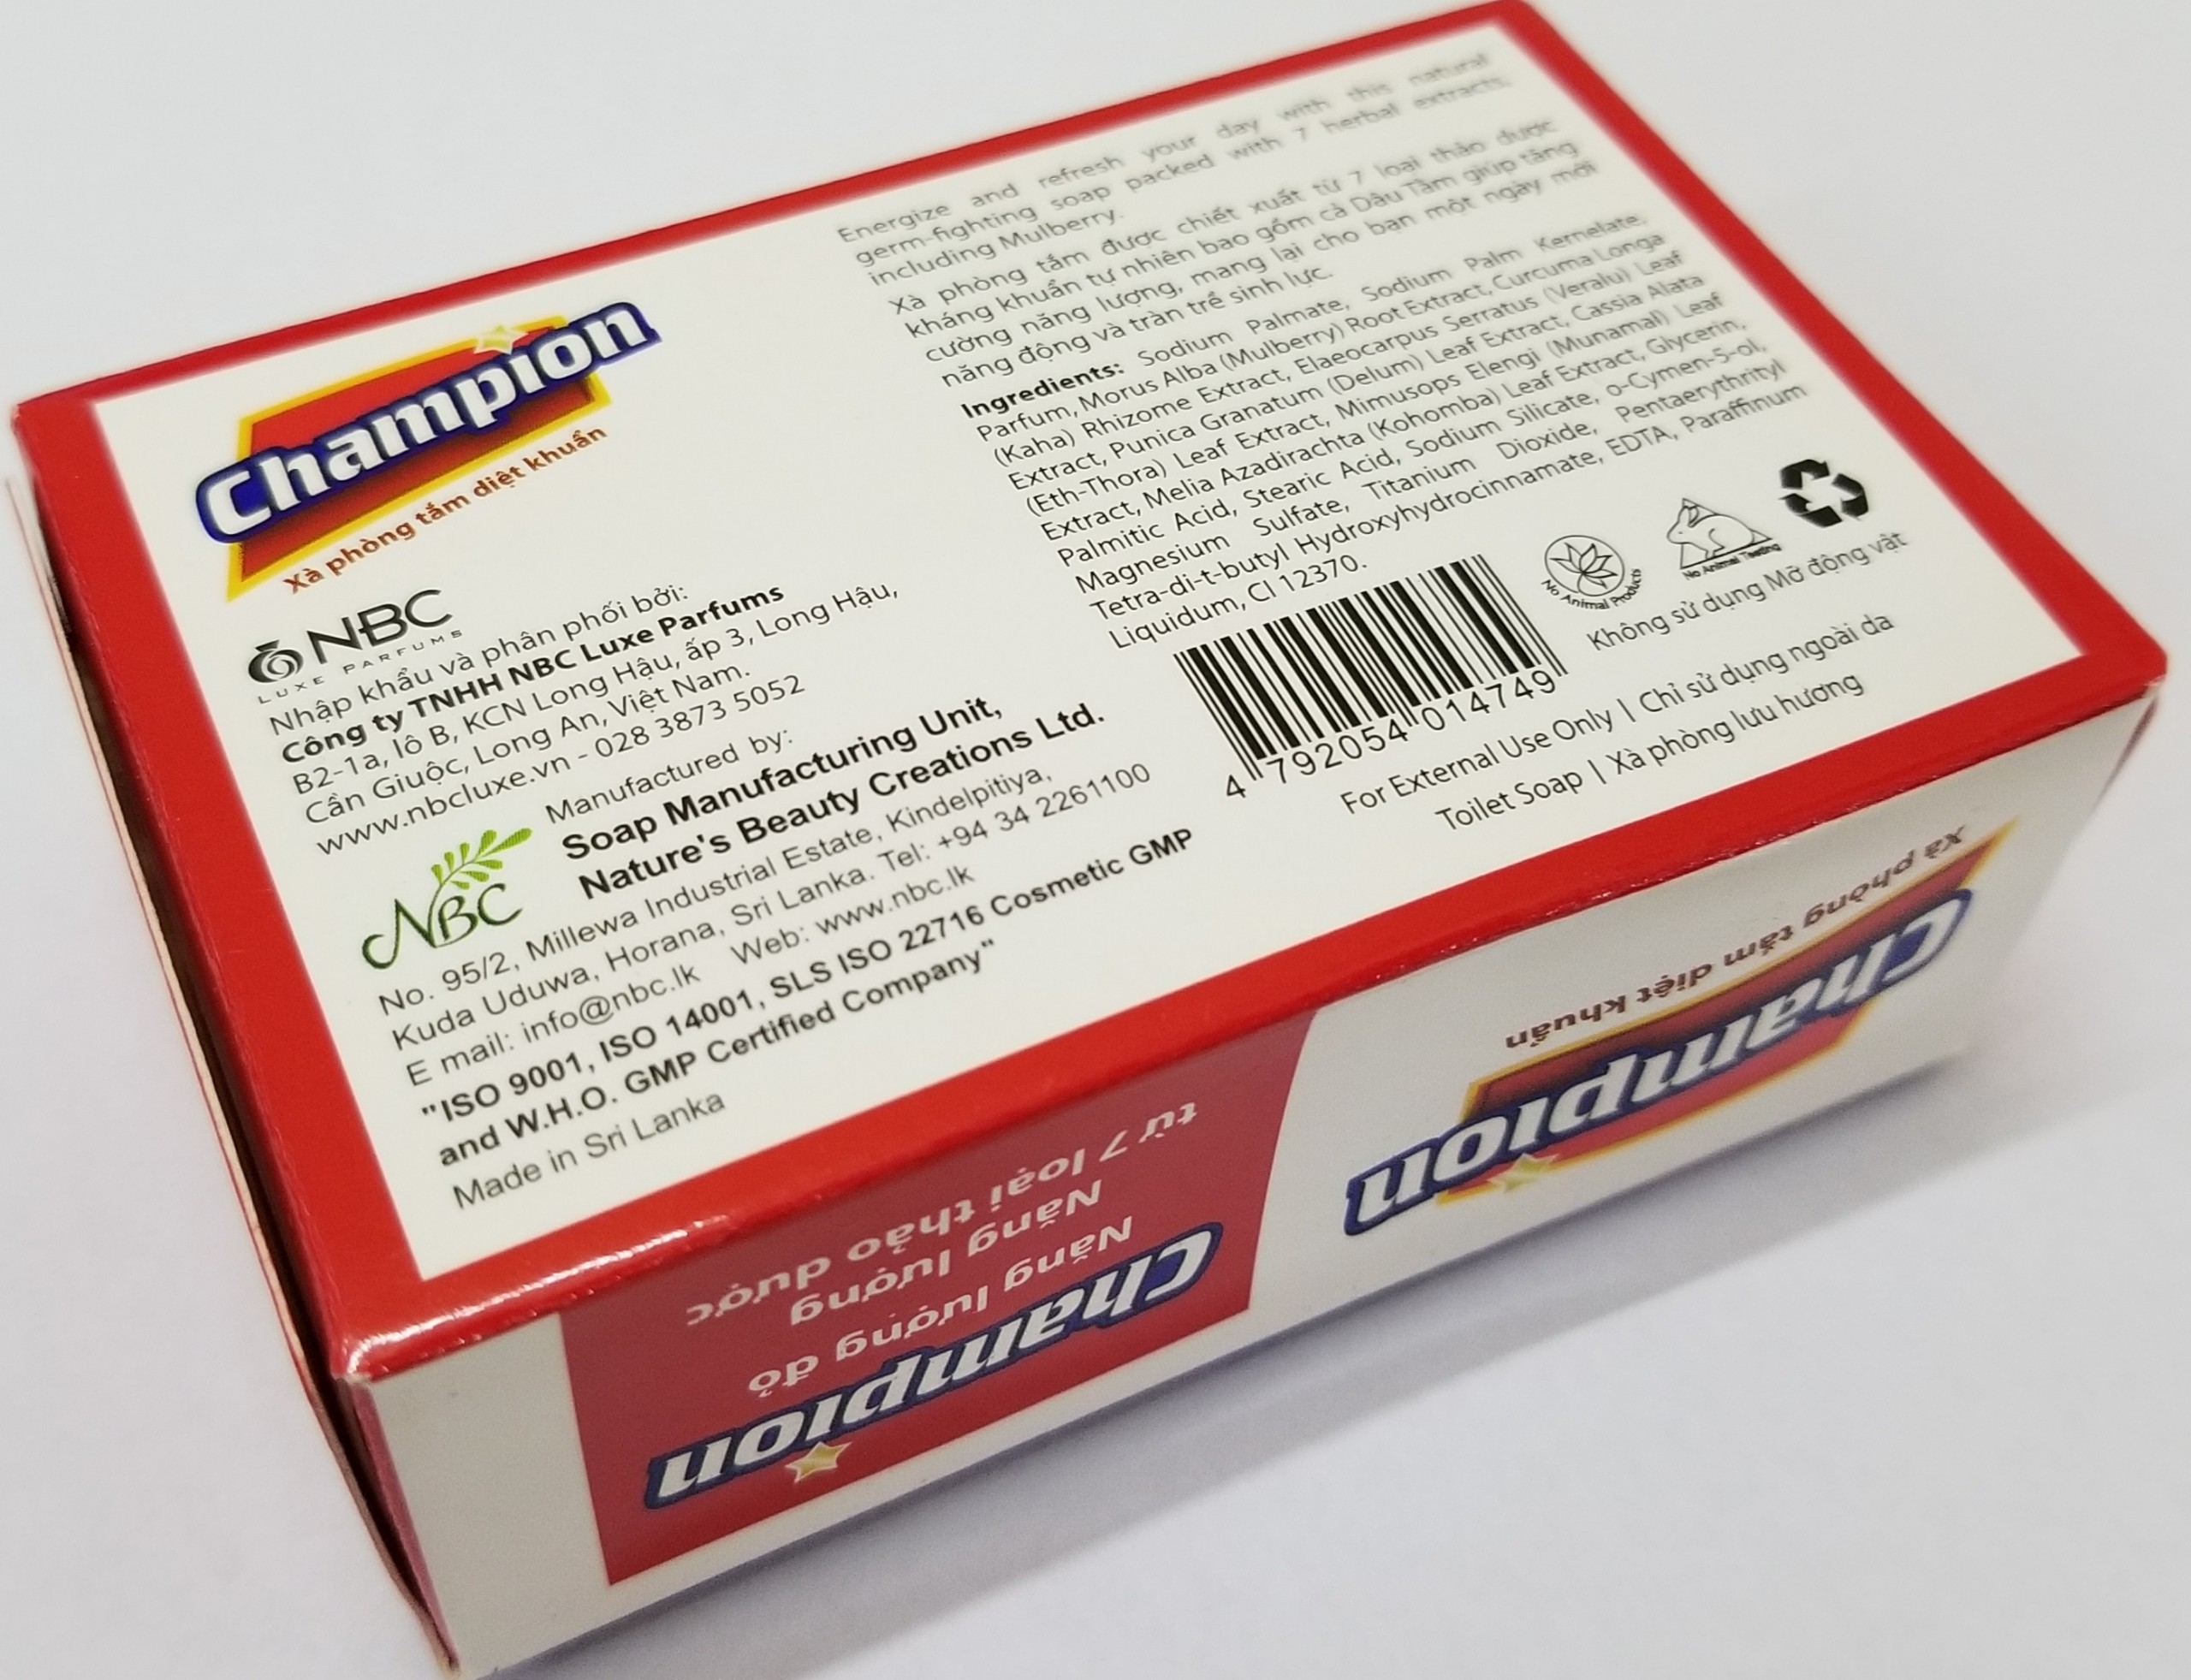 Champion
Xà phòng tắm diệt khuẩn
NBC
LUXE PARFUMS
Nhập khẩu và phân phối bởi:
Công ty TNHH NBC Luxe Parfums
B2-1a, lô B, KCN Long Hậu, ấp 3, Long Hậu,
Cần Giuộc, Long An, Việt Nam.
www.nbcluxe.vn - 028 3873 5052
NBC
Manufactured by:
Soap Manufacturing Unit,
Nature's Beauty Creations Ltd.
No. 95/2, Millewa Industrial Estate, Kindelpitiya,
Kuda Uduwa, Horana, Sri Lanka. Tel: +94 34 2261100
E mail: info@nbc.lk Web: www.nbc.lk
"ISO 9001, ISO 14001, SLS ISO 22716 Cosmetic GMP
and W.H.O. GMP Certified Company"
Made in Sri Lanka
Energize and refresh your day with this natural
germ-fighting soap packed with 7 herbal extracts,
including Mulberry.
Xà phòng tắm được chiết xuất từ 7 loại thảo dược
kháng khuẩn tự nhiên bao gồm cả Dâu Tằm giúp tăng
cường năng lượng, mang lại cho bạn một ngày mới
năng động và tràn trề sinh lực.
Ingredients: Sodium Palmate, Sodium Palm Kernelate,
Parfum, Morus Alba (Mulberry) Root Extract, Curcuma Longa
(Kaha) Rhizome Extract, Elaeocarpus Serratus (Veralu) Leaf
Extract, Punica Granatum (Delum) Leaf Extract, Cassia Alata
(Eth-Thora) Leaf Extract, Mimusops Elengi (Munamal) Leaf
Extract, Melia Azadirachta (Kohomba) Leaf Extract, Glycerin,
Palmitic Acid, Stearic Acid, Sodium Silicate, o-Cymen-5-ol,
Magnesium Sulfate, Titanium Dioxide, Pentaerythrityl
Tetra-di-t-butyl Hydroxyhydrocinnamate, EDTA, Paraffinum
Liquidum, CI 12370.
4 792054 014749
No Animal Products
No Animal Testing
Không sử dụng Mỡ động vật
For External Use Only | Chỉ sử dụng ngoài da
Toilet Soap | Xà phòng lưu hương
Champion
Xà phòng tắm diệt khuẩn
Champion
Năng lượng đỏ
Năng lượng
từ 7 loại thảo dược